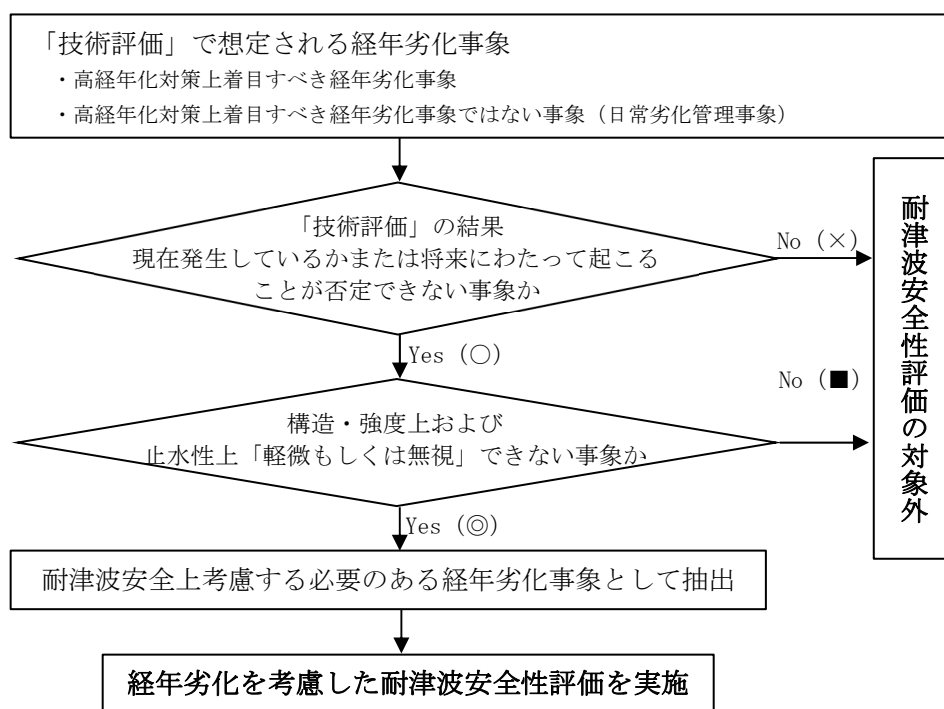 「技術評価」で想定される経年劣化事象
・高経年化対策上着目すべき経年劣化事象
・高経年化対策上着目すべき経年劣化事象ではない事象（日常劣化管理事象）
「技術評価」の結果
現在発生しているかまたは将来にわたって起こる
ことが否定できない事象か
No（×）
Yes（○）
構造・強度上および
止水性上「軽微もしくは無視」できない事象か
No（■）
Yes（◎）
耐津波安全性評価の対象外
耐津波安全上考慮する必要のある経年劣化事象として抽出
経年劣化を考慮した耐津波安全性評価を実施